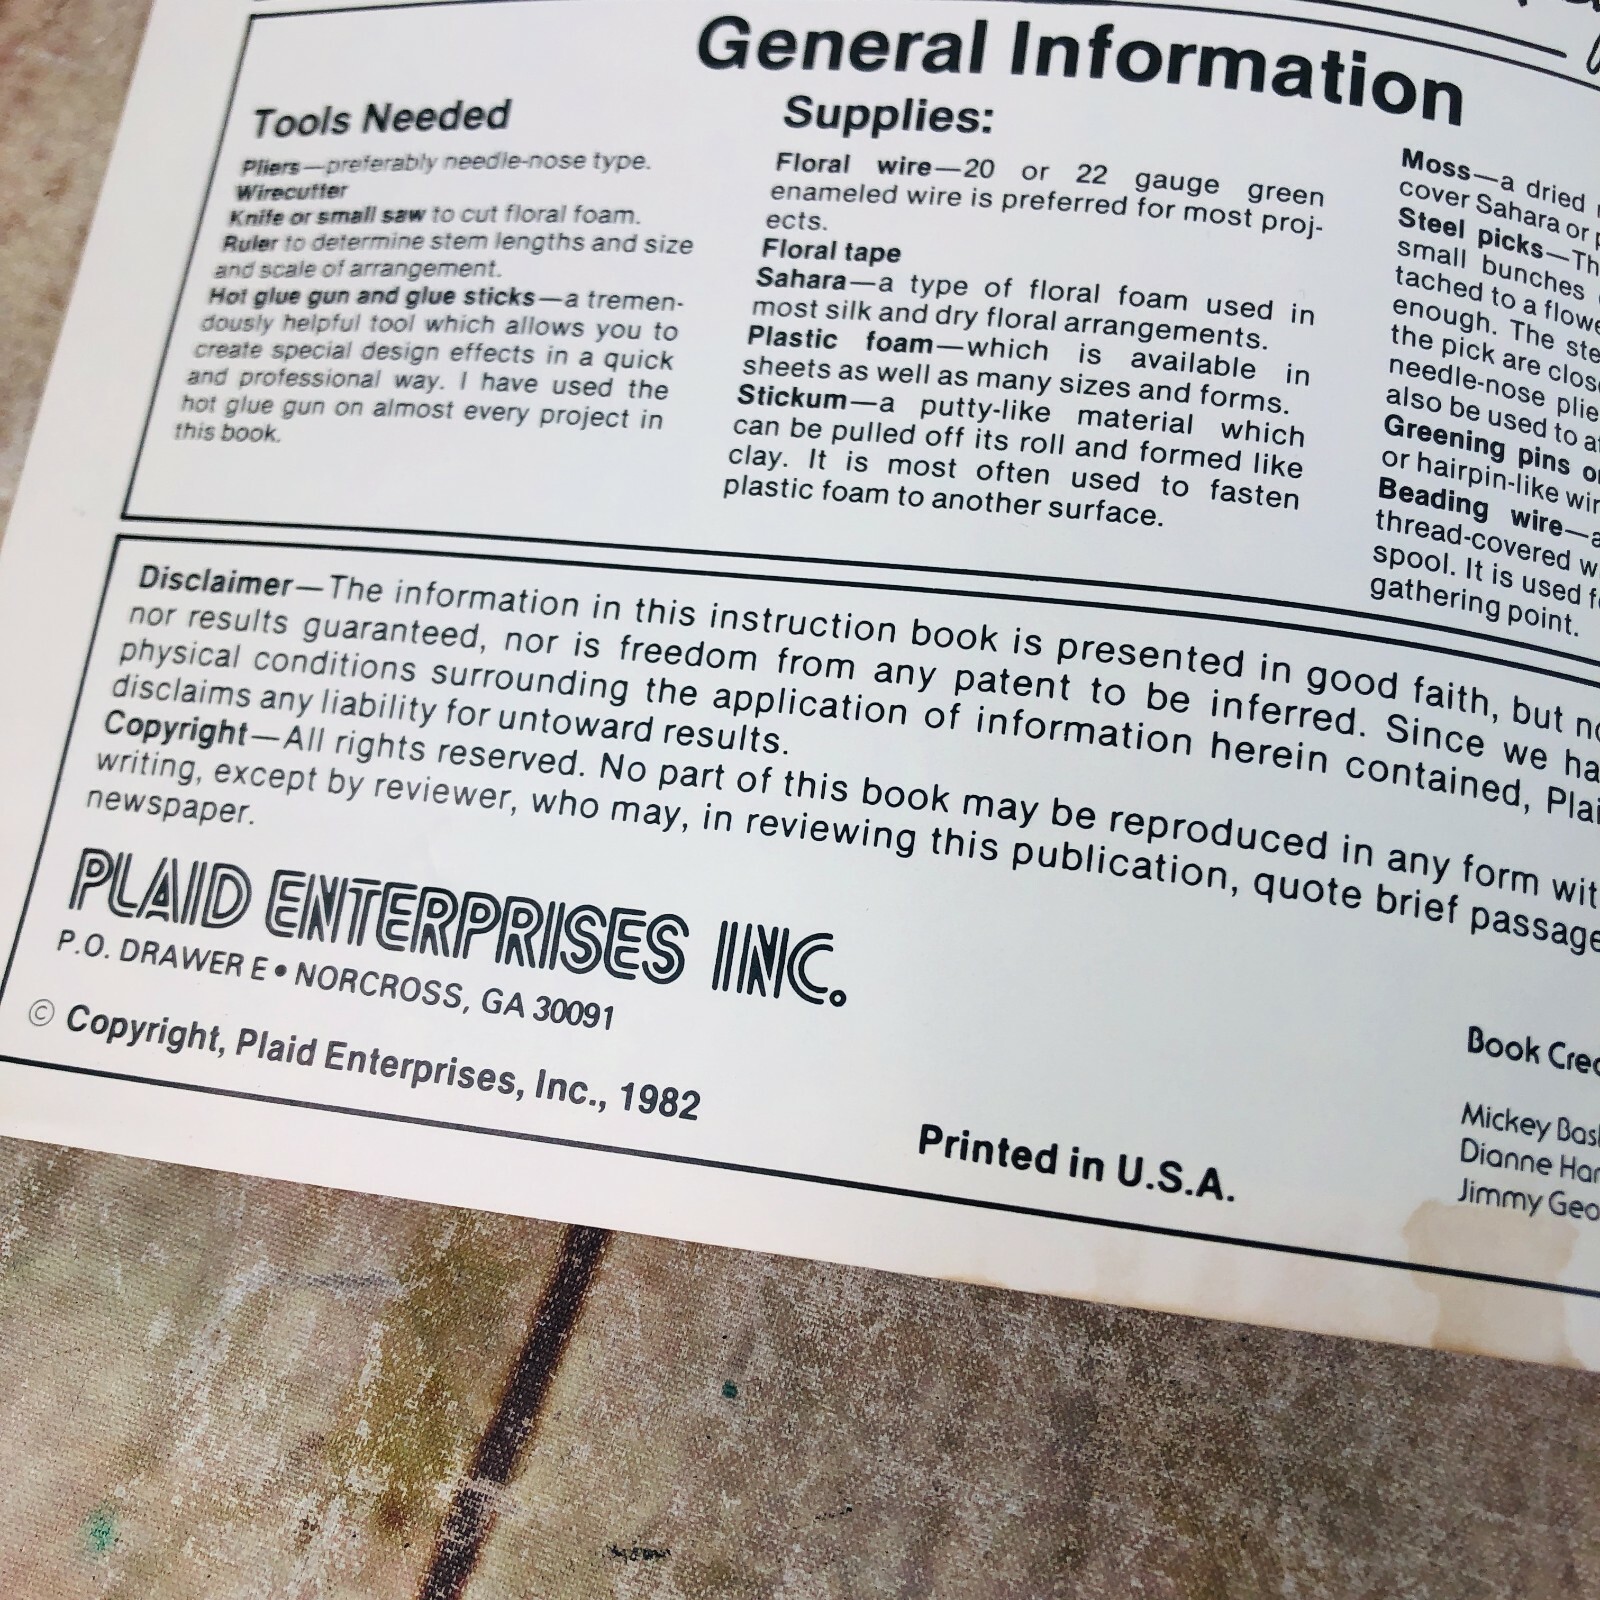 General Information
Tools Needed
Pliers—preferably needle-nose type.
Wirecutter
Knife or small saw to cut floral foam.
Ruler to determine stem lengths and size
and scale of arrangement.
Hot glue gun and glue sticks—a tremen-
dously helpful tool which allows you to
create special design effects in a quick
and professional way. I have used the
hot glue gun on almost every project in
this book.
Supplies:
Floral wire—20 or 22 gauge green
enameled wire is preferred for most proj-
ects.
Floral tape
Sahara—a type of floral foam used in
most silk and dry floral arrangements.
Plastic foam—which is available in
sheets as well as many sizes and forms.
Stickum—a putty-like material which
can be pulled off its roll and formed like
clay. It is most often used to fasten
plastic foam to another surface.
Moss—a dried
cover Sahara or
Steel picks—Th
small bunches
tached to a flowe
enough. The ste
the pick are clos
needle-nose plie
also be used to a
Greening pins o
or hairpin-like wir
Beading wire—a
thread-covered w
spool. It is used f
gathering point.
Disclaimer—The information in this instruction book is presented in good faith, but no
nor results guaranteed, nor is freedom from any patent to be inferred. Since we ha
physical conditions surrounding the application of information herein contained, Plai
disclaims any liability for untoward results.
Copyright—All rights reserved. No part of this book may be reproduced in any form wit
writing, except by reviewer, who may, in reviewing this publication, quote brief passage
newspaper.
PLAID ENTERPRISES INC.
P.O. DRAWER E • NORCROSS, GA 30091
© Copyright, Plaid Enterprises, Inc., 1982
Printed in U.S.A.
Book Cre
Mickey Bas
Dianne Har
Jimmy Geo